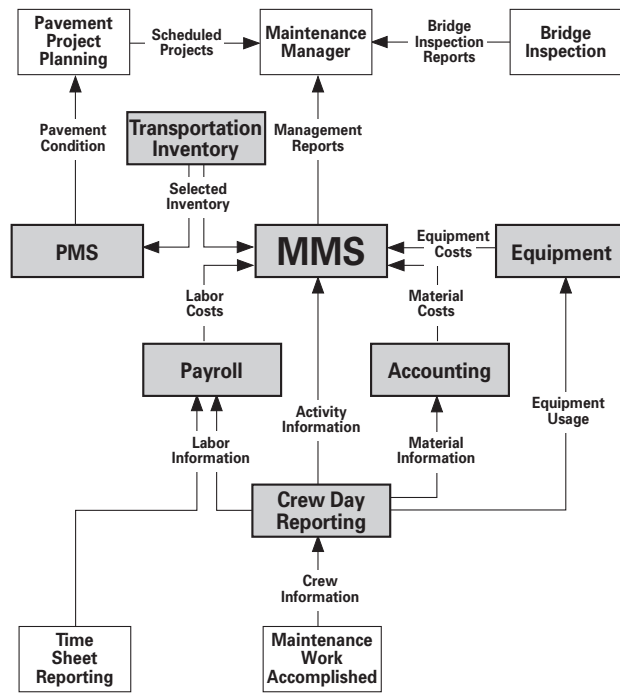 Pavement
Project
Planning
Scheduled
Projects
Maintenance
Manager
Bridge
Inspection
Reports
Bridge
Inspection
Pavement
Condition
Transportation
Inventory
Management
Reports
Selected
Inventory
PMS
MMS
Equipment
Costs
Equipment
Labor
Costs
Material
Costs
Payroll
Accounting
Labor
Information
Activity
Information
Material
Information
Equipment
Usage
Crew Day
Reporting
Crew
Information
Time
Sheet
Reporting
Maintenance
Work
Accomplished